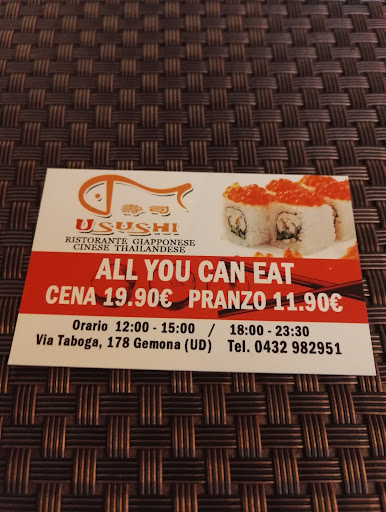 寿司
USUSHI
RISTORANTE GIAPPONESE
CINESE THAILANDESE
ALL YOU CAN EAT
CENA 19.90€ PRANZO 11.90€
Orario 12:00 - 15:00 / 18:00 - 23:30
Via Taboga, 178 Gemona (UD) Tel. 0432 982951